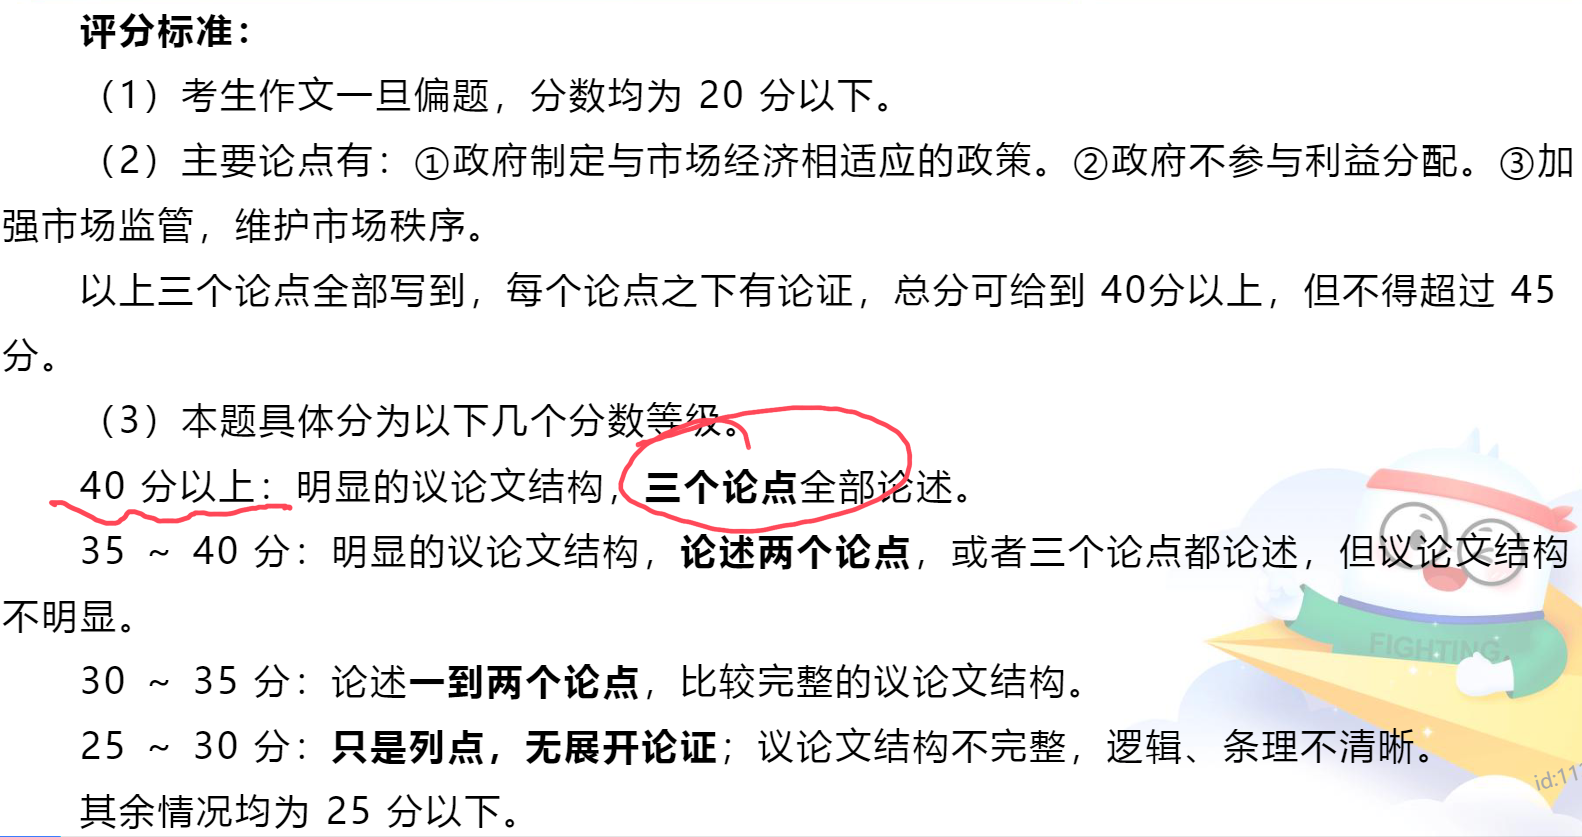 评分标准：
（1）考生作文一旦偏题，分数均为 20 分以下。
（2）主要论点有：①政府制定与市场经济相适应的政策。②政府不参与利益分配。③加
强市场监管，维护市场秩序。
以上三个论点全部写到，每个论点之下有论证，总分可给到 40分以上，但不得超过 45
分。
（3）本题具体分为以下几个分数等级。
40 分以上：明显的议论文结构，三个论点全部论述。
35 ~ 40 分：明显的议论文结构，论述两个论点，或者三个论点都论述，但议论文结构
不明显。
30 ~ 35 分：论述一到两个论点，比较完整的议论文结构。
25 ~ 30 分：只是列点，无展开论证；议论文结构不完整，逻辑、条理不清晰。
其余情况均为 25 分以下。
FIGHTING